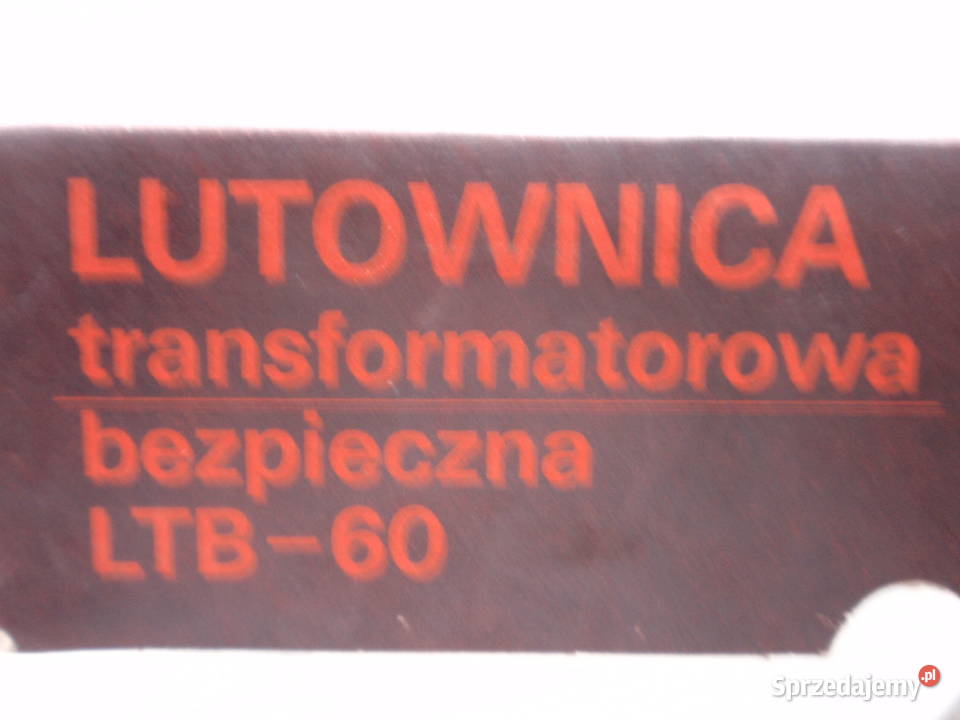 LUTOWNICA
transformatorowa
bezpieczna
LTB-60
Sprzedajemy.pl